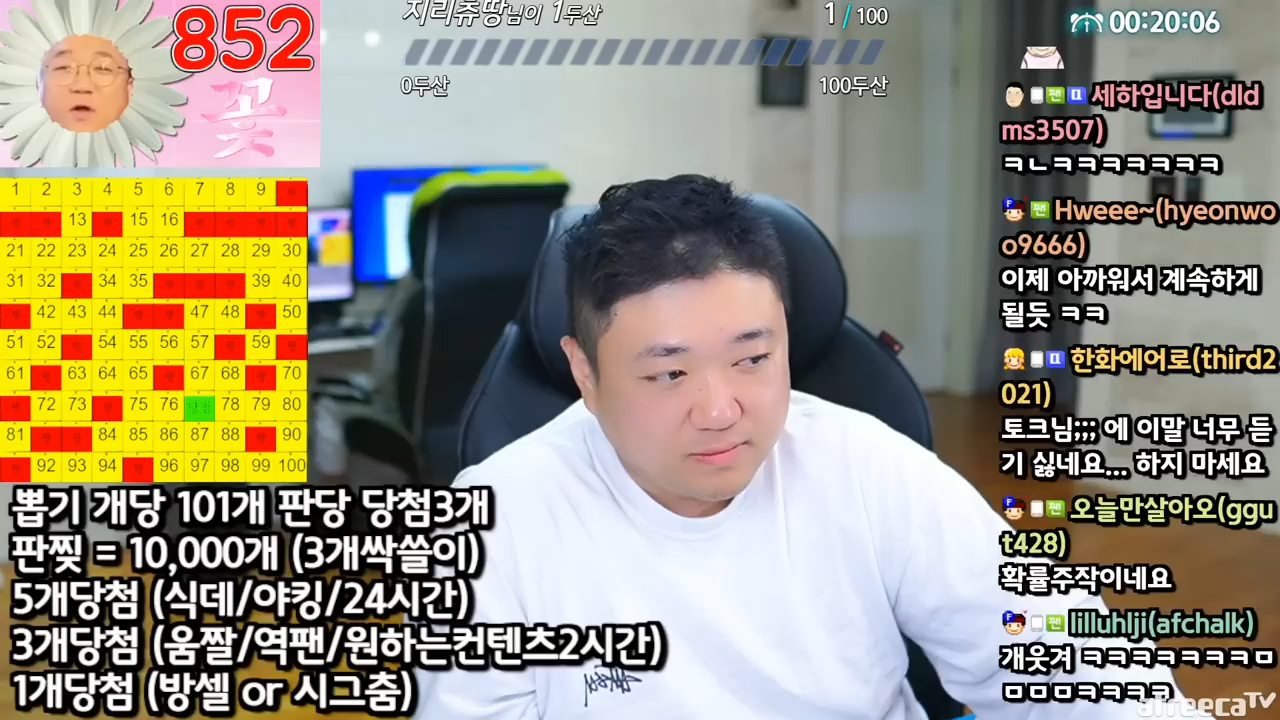 852
꽃
지리츄땅님이 1두산
1 / 100
0두산
100두산
00:20:06
1 2 3 4 5 6 7 8 9
13 15 16
21 22 23 24 25 26 27 28 29 30
31 32 34 35 39 40
42 43 44 47 48 50
51 52 54 55 56 57 59
61 63 64 65 67 68 70
72 73 75 76 당첨 78 79 80
81 84 85 86 87 88 90
92 93 94 96 97 98 99 100
뽑기 개당 101개 판당 당첨3개
판찢 = 10,000개 (3개싹쓸이)
5개당첨 (식데/야킹/24시간)
3개당첨 (움짤/역팬/원하는컨텐츠2시간)
1개당첨 (방셀 or 시그춤)
팬 세하입니다(dld
ms3507)
ㅋㄴㅋㅋㅋㅋㅋㅋㅋ
팬 Hweee~(hyeonwo
o9666)
이제 아까워서 계속하게
될듯 ㅋㅋ
한화에어로(third2
021)
토크님;;; 에 이말 너무 듣
기 싫네요... 하지 마세요
팬 오늘만살아오(ggu
t428)
확률주작이네요
팬 lilluhlji(afchalk)
개웃겨 ㅋㅋㅋㅋㅋㅋㅋㅁ
ㅁㅁㅁㅋㅋㅋㅋ
afreecaTV